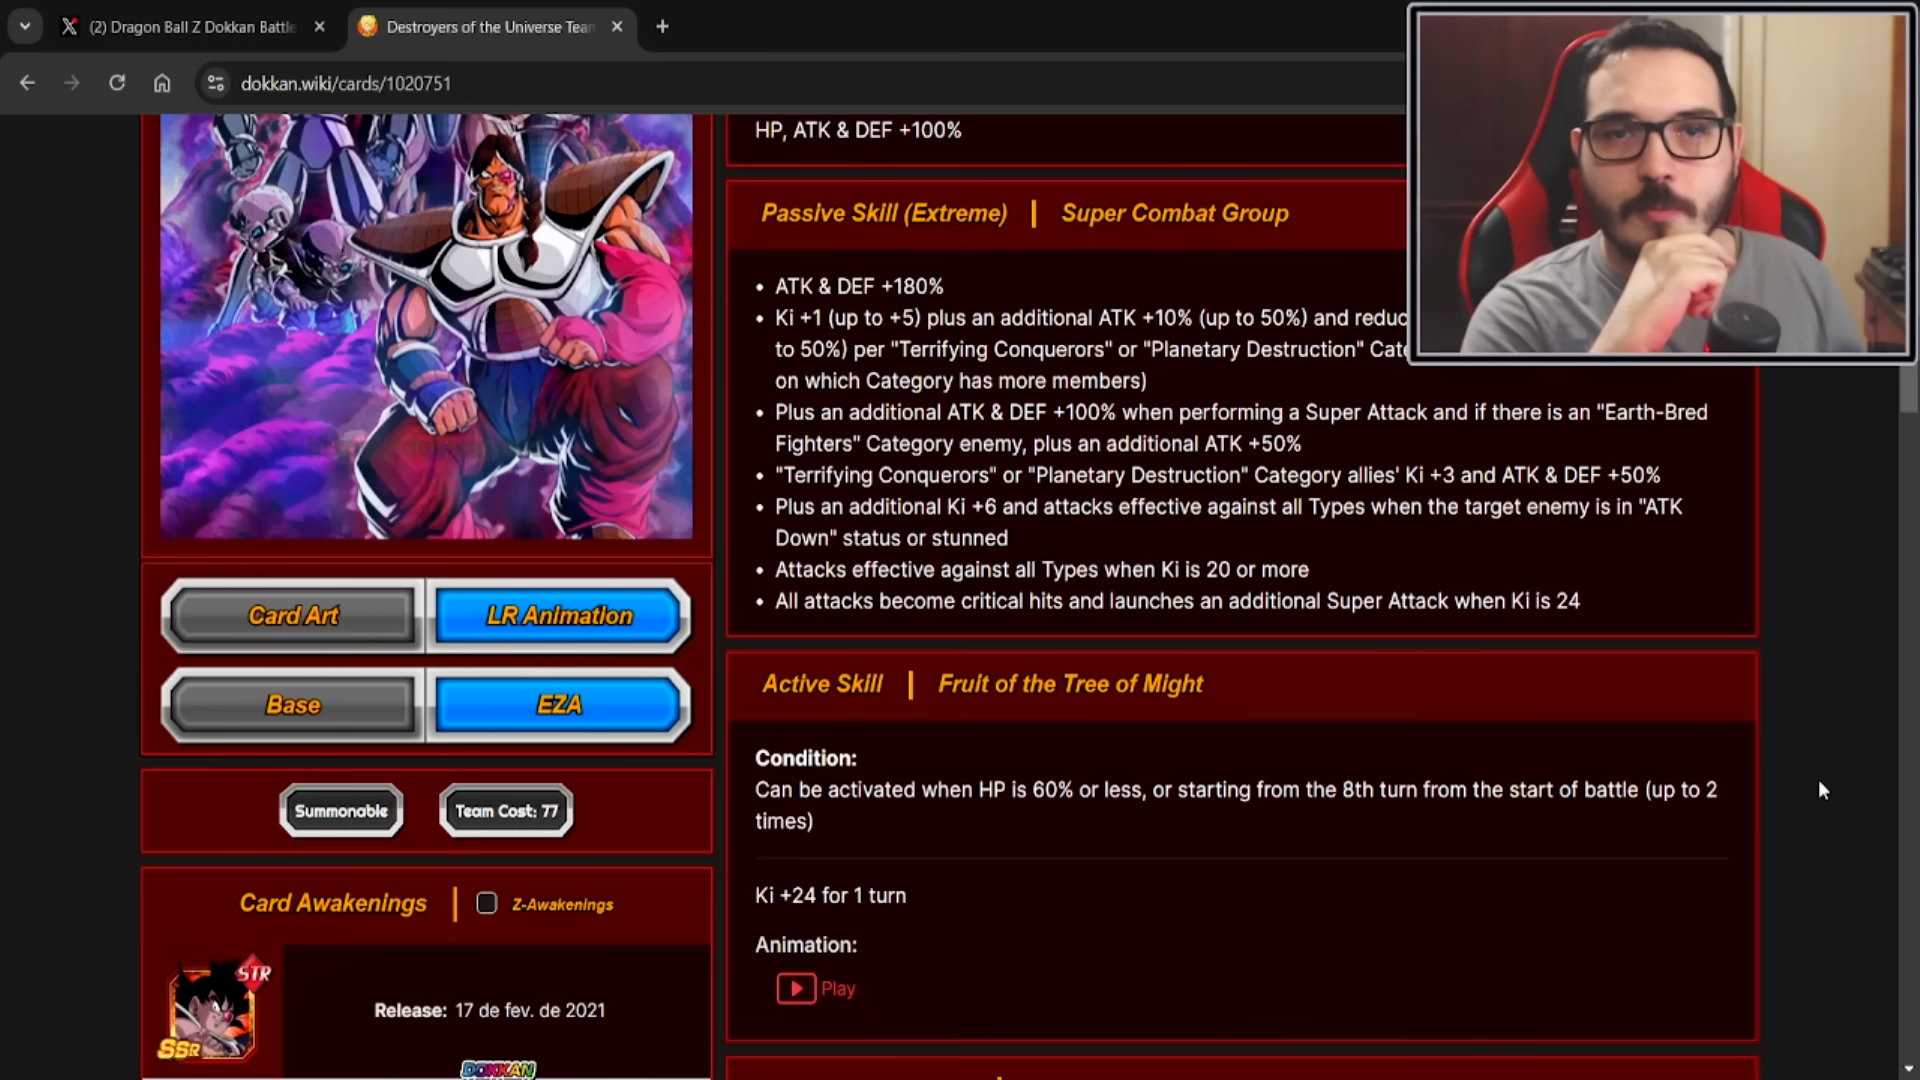 (2) Dragon Ball Z Dokkan Battle
Destroyers of the Universe Tean
dokkan.wiki/cards/1020751
HP, ATK & DEF +100%
Passive Skill (Extreme) | Super Combat Group
• ATK & DEF +180%
• Ki +1 (up to +5) plus an additional ATK +10% (up to 50%) and reduc
to 50%) per "Terrifying Conquerors" or "Planetary Destruction" Cate
on which Category has more members)
• Plus an additional ATK & DEF +100% when performing a Super Attack and if there is an "Earth-Bred
Fighters" Category enemy, plus an additional ATK +50%
• "Terrifying Conquerors" or "Planetary Destruction" Category allies' Ki +3 and ATK & DEF +50%
• Plus an additional Ki +6 and attacks effective against all Types when the target enemy is in "ATK
Down" status or stunned
• Attacks effective against all Types when Ki is 20 or more
• All attacks become critical hits and launches an additional Super Attack when Ki is 24
Card Art
LR Animation
Base
EZA
Summonable
Team Cost: 77
Card Awakenings | Z-Awakenings
STR
SSR
Release: 17 de fev. de 2021
DOKKAN
Active Skill | Fruit of the Tree of Might
Condition:
Can be activated when HP is 60% or less, or starting from the 8th turn from the start of battle (up to 2
times)
Ki +24 for 1 turn
Animation:
Play